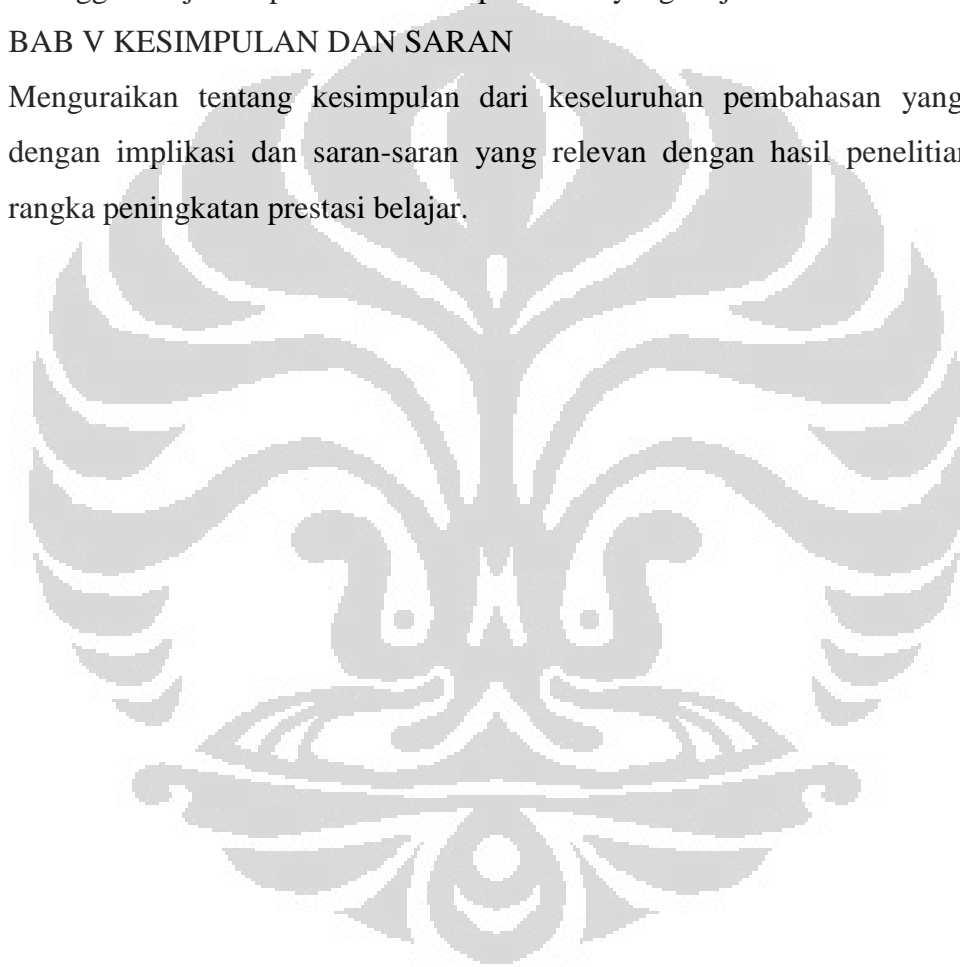 BAB V KESIMPULAN DAN SARAN
Menguraikan tentang kesimpulan dari keseluruhan pembahasan yang
dengan implikasi dan saran-saran yang relevan dengan hasil penelitian
rangka peningkatan prestasi belajar.